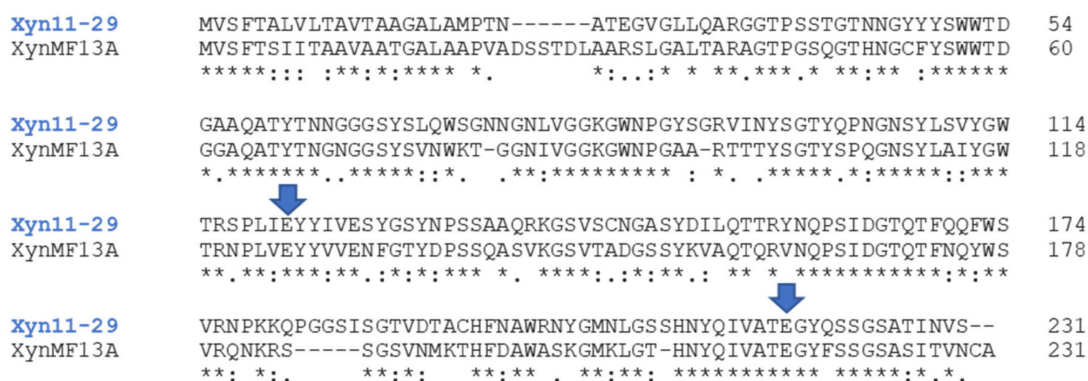 Xyn11-29 MVSFTALVLTAVTAAGALAMPTN------ATEGVGLLQARGGTPSSTGTNNGYYYSWWTD 54
XynMF13A MVSFTSIITAAVAATGALAAPVADSSTDLAARSLGALTARAGTPGSQGTHNGCFYSWWTD 60
*****::: :**:*:**** *. *:..:* * **.***.* **:** :******
Xyn11-29 GAAQATYTNNGGGSYSLQWSGNNGNLVGGKGWNPGYSGRVINYSGTYQPNGNSYLSVYGW 114
XynMF13A GGAQATYTNGNGGSYSVNWKT-GGNIVGGKGWNPGAA-RTTTYSGTYSPQGNSYLAIYGW 118
*.*******..*****::*. .**:********* : *. .*****.*:*****::***
Xyn11-29 TRSPLIEYYIVESYGSYNPSSAAQRKGSVSCNGASYDILQTTRYNQPSIDGTQTFQQFWS 174
XynMF13A TRNPLVEYYVVENFGTYDPSSQASVKGSVTADGSSYKVAQTQRVNQPSIDGTQTFNQYWS 178
**.**:***:**.:*:*:*** *. ****:.:*:**.: ** * ***********:*:**
Xyn11-29 VRNPKKQPGGSISGTVDTACHFNAWRNYGMNLGSSHNYQIVATEGYQSSGSATINVS-- 231
XynMF13A VRQNKRS-----SGSVNMKTHFDAWASKGMKLGT-HNYQIVATEGYFSSGSASITVNCA 231
**: *:. **:*: **:** . **:**: *********** *****:*.*.